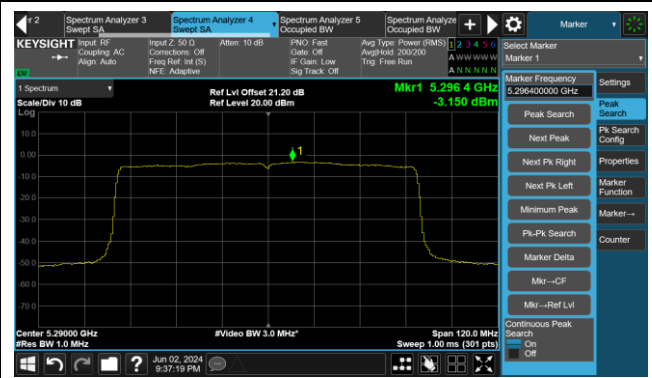 r 2
Spectrum Analyzer 3
Swept SA
Spectrum Analyzer 4
Swept SA
Spectrum Analyzer 5
Occupied BW
Spectrum Analyze
Occupied BW
Marker
KEYSIGHT
Input: RF
Coupling: AC
Align: Auto
Input Z: 50 Ω
Corrections: Off
Freq Ref: Int (S)
NFE: Adaptive
Atten: 10 dB
PNO: Fast
Gate: Off
IF Gain: Low
Sig Track: Off
Avg Type: Power (RMS)
Avg|Hold: 200/200
Trig: Free Run
1 2 3 4 5 6
A W W W W W
A N N N N N
LXI
Select Marker
Marker 1
1 Spectrum
Scale/Div 10 dB
Log
Ref Lvl Offset 21.20 dB
Ref Level 20.00 dBm
Mkr1 5.296 4 GHz
-3.150 dBm
10.0
0.00
-10.0
-20.0
-30.0
-40.0
-50.0
-60.0
-70.0
1
Center 5.29000 GHz
#Res BW 1.0 MHz
#Video BW 3.0 MHz*
Span 120.0 MHz
Sweep 1.00 ms (301 pts)
Marker Frequency
5.296400000 GHz
Peak Search
Next Peak
Next Pk Right
Next Pk Left
Minimum Peak
Pk-Pk Search
Marker Delta
Mkr→CF
Mkr→Ref Lvl
Continuous Peak
Search
On
Off
Settings
Peak
Search
Pk Search
Config
Properties
Marker
Function
Marker→
Counter
?
Jun 02, 2024
9:37:19 PM